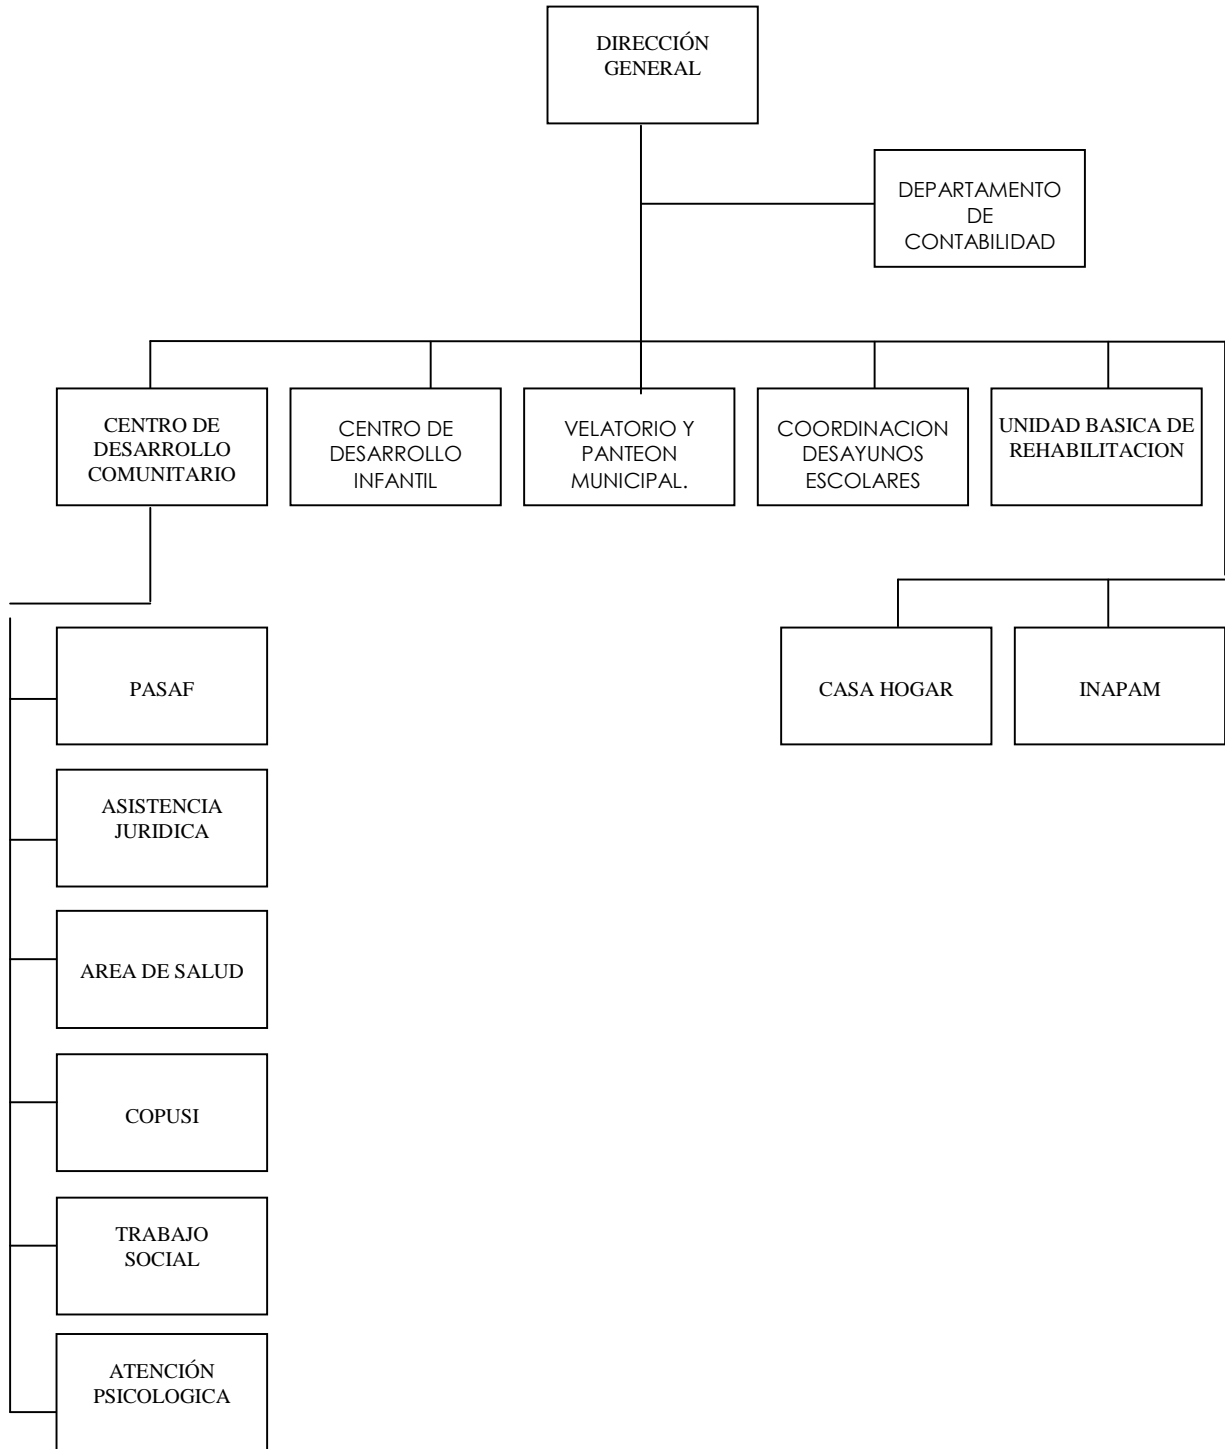 DIRECCIÓN
GENERAL
DEPARTAMENTO
DE
CONTABILIDAD
CENTRO DE
DESARROLLO
COMUNITARIO
CENTRO DE
DESARROLLO
INFANTIL
VELATORIO Y
PANTEON
MUNICIPAL.
COORDINACION
DESAYUNOS
ESCOLARES
UNIDAD BASICA DE
REHABILITACION
CASA HOGAR
INAPAM
PASAF
ASISTENCIA
JURIDICA
AREA DE SALUD
COPUSI
TRABAJO
SOCIAL
ATENCIÓN
PSICOLOGICA